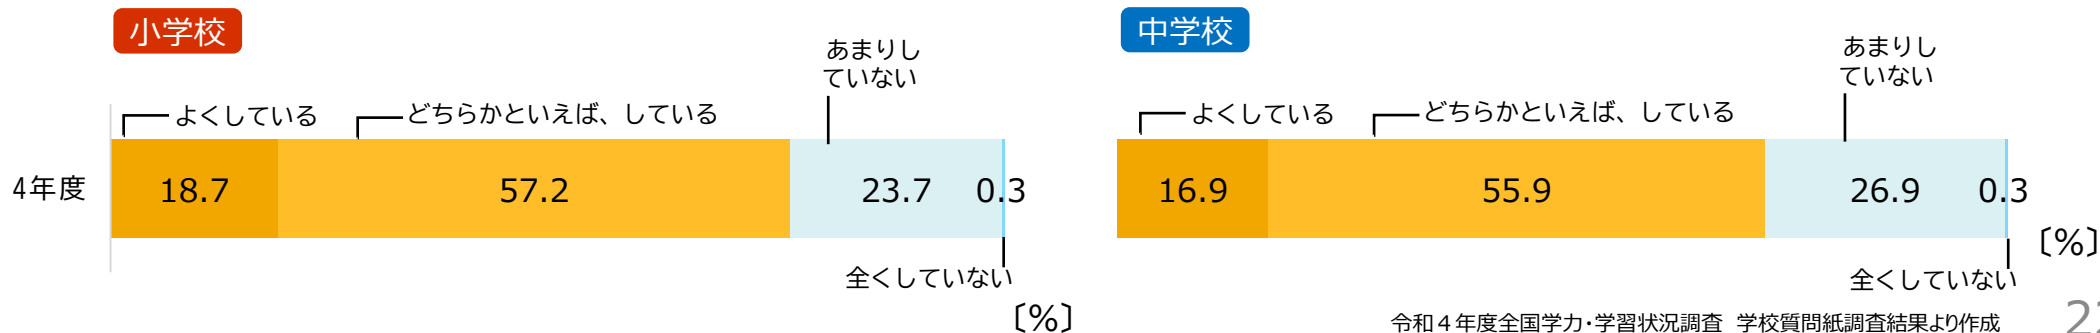 小学校
あまりし
ていない
よくしている
どちらかといえば、している
4年度
18.7
57.2
23.7
0.3
全くしていない
〔%〕
中学校
あまりし
ていない
よくしている
どちらかといえば、している
16.9
55.9
26.9
0.3
〔%〕
全くしていない
令和４年度全国学力・学習状況調査　学校質問紙調査結果より作成